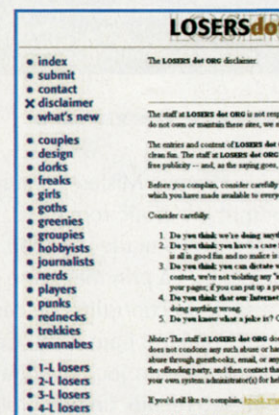 LOSERSdo
index
submit
contact
disclaimer
what's new
couples
design
dorks
freaks
girls
goths
greenies
groupies
hobbyists
journalists
nerds
players
punks
rednecks
trekkies
wannabes
1-L losers
2-L losers
3-L losers
4-L losers
The LOSERS dot ORG disclaimer.
The staff at LOSERS dot ORG is not resp
do not own or maintain these sites, we a
The entries and content of LOSERS dot
clean fun. The staff at LOSERS dot ORG
free publicity -- and, as the saying goes,
Before you complain, consider carefully
which you have made available to every
Consider carefully:
1. Do you think we're doing anyth
2. Do you think you have a case
is all in good fun and no malice is
3. Do you think you can dictate w
content, we're not violating any "
your pages; if you can put up a pa
4. Do you think that our Internet
doing anything wrong.
5. Do you know what a joke is? C
Note: The staff at LOSERS dot ORG do
does not condone any such abuse or ha
abuse through guestbooks, email, or any
the offending party, and then contact tha
your own system administrator(s) for hel
If you'd still like to complain,